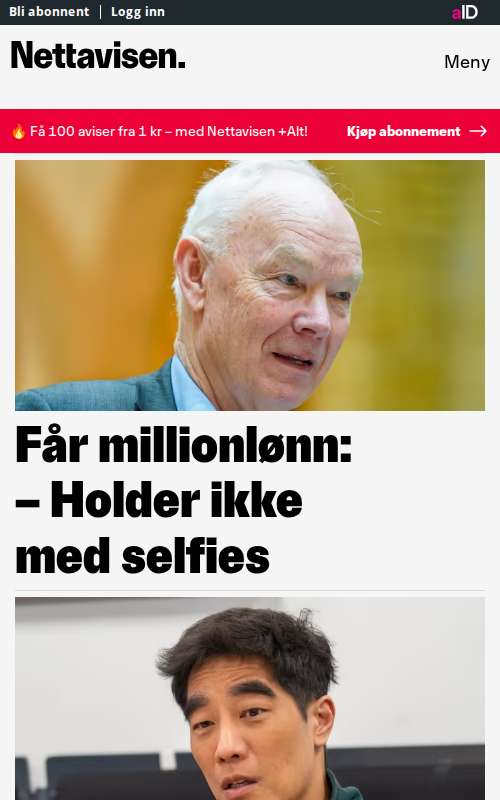 Bli abonnent | Logg inn
aID
Nettavisen.
Meny
🔥 Få 100 aviser fra 1 kr – med Nettavisen +Alt!
Kjøp abonnement →
Får millionlønn:
– Holder ikke
med selfies